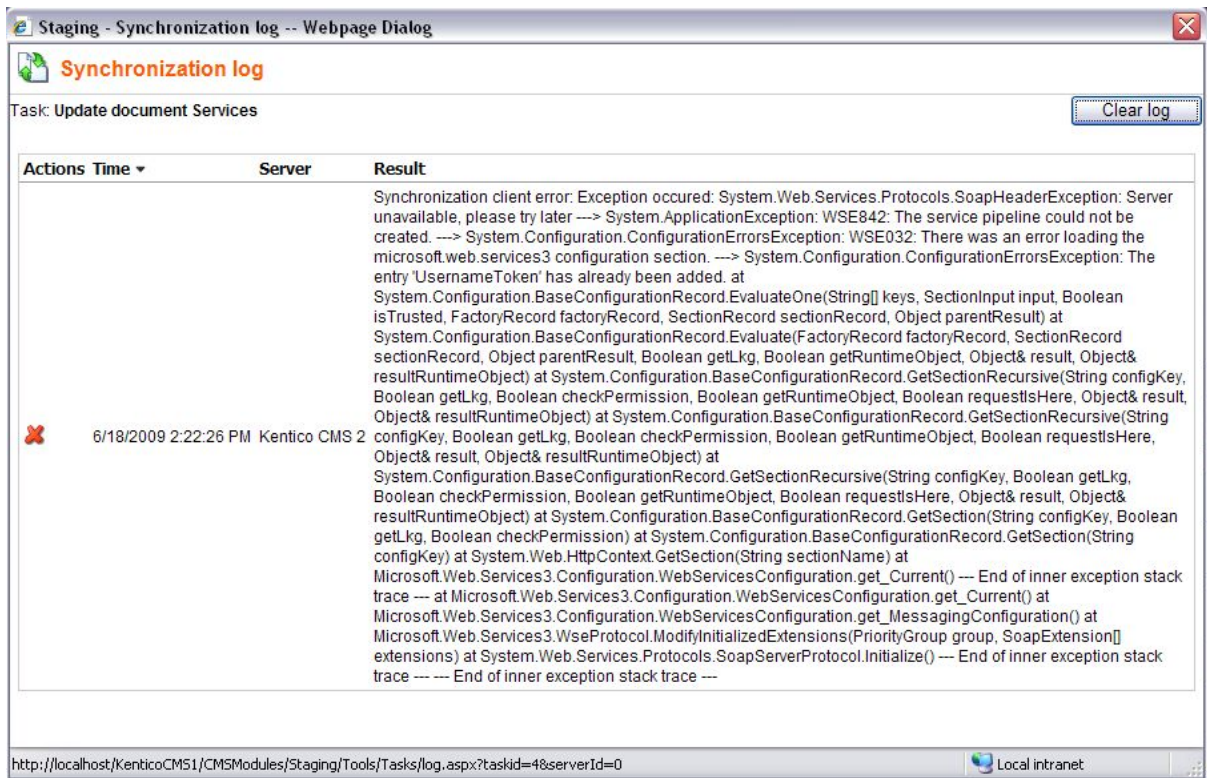 Staging - Synchronization log -- Webpage Dialog
Synchronization log
Task: Update document Services
Clear log
Actions Time Server Result
Synchronization client error: Exception occured: System.Web.Services.Protocols.SoapHeaderException: Server
unavailable, please try later ---> System.ApplicationException: WSE842: The service pipeline could not be
created. ---> System.Configuration.ConfigurationErrorsException: WSE032: There was an error loading the
microsoft.web.services3 configuration section. ---> System.Configuration.ConfigurationErrorsException: The
entry 'UsernameToken' has already been added. at
System.Configuration.BaseConfigurationRecord.EvaluateOne(String[] keys, SectionInput input, Boolean
isTrusted, FactoryRecord factoryRecord, SectionRecord sectionRecord, Object parentResult) at
System.Configuration.BaseConfigurationRecord.Evaluate(FactoryRecord factoryRecord, SectionRecord
sectionRecord, Object parentResult, Boolean getLkg, Boolean getRuntimeObject, Object& result, Object&
resultRuntimeObject) at System.Configuration.BaseConfigurationRecord.GetSectionRecursive(String configKey,
Boolean getLkg, Boolean checkPermission, Boolean getRuntimeObject, Boolean requestIsHere, Object& result,
Object& resultRuntimeObject) at System.Configuration.BaseConfigurationRecord.GetSectionRecursive(String
6/18/2009 2:22:26 PM Kentico CMS 2 configKey, Boolean getLkg, Boolean checkPermission, Boolean getRuntimeObject, Boolean requestIsHere,
Object& result, Object& resultRuntimeObject) at
System.Configuration.BaseConfigurationRecord.GetSectionRecursive(String configKey, Boolean getLkg,
Boolean checkPermission, Boolean getRuntimeObject, Boolean requestIsHere, Object& result, Object&
resultRuntimeObject) at System.Configuration.BaseConfigurationRecord.GetSection(String configKey, Boolean
getLkg, Boolean checkPermission) at System.Configuration.BaseConfigurationRecord.GetSection(String
configKey) at System.Web.HttpContext.GetSection(String sectionName) at
Microsoft.Web.Services3.Configuration.WebServicesConfiguration.get_Current() --- End of inner exception stack
trace --- at Microsoft.Web.Services3.Configuration.WebServicesConfiguration.get_Current() at
Microsoft.Web.Services3.Configuration.WebServicesConfiguration.get_MessagingConfiguration() at
Microsoft.Web.Services3.WseProtocol.ModifyInitializedExtensions(PriorityGroup group, SoapExtension[]
extensions) at System.Web.Services.Protocols.SoapServerProtocol.Initialize() --- End of inner exception stack
trace --- --- End of inner exception stack trace ---
http://localhost/KenticoCMS1/CMSModules/Staging/Tools/Tasks/log.aspx?taskid=4&serverId=0 Local intranet